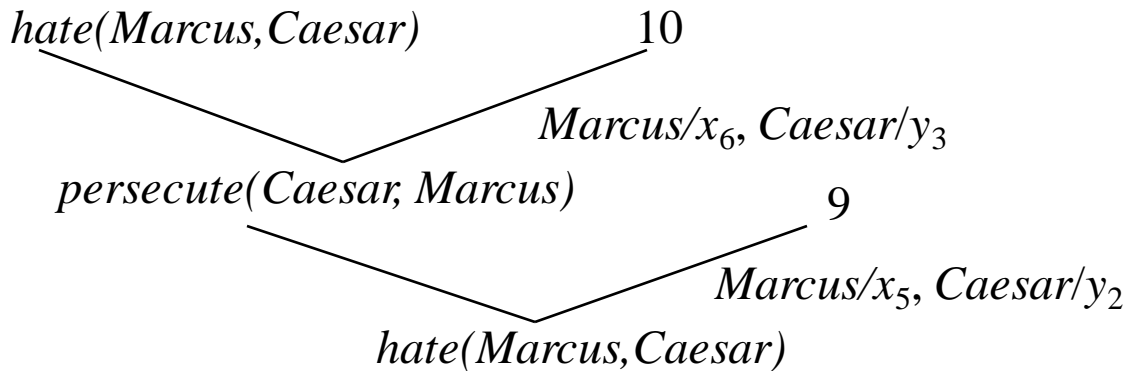 hate(Marcus,Caesar) 10
Marcus/x₆, Caesar/y₃
persecute(Caesar, Marcus) 9
Marcus/x₅, Caesar/y₂
hate(Marcus,Caesar)